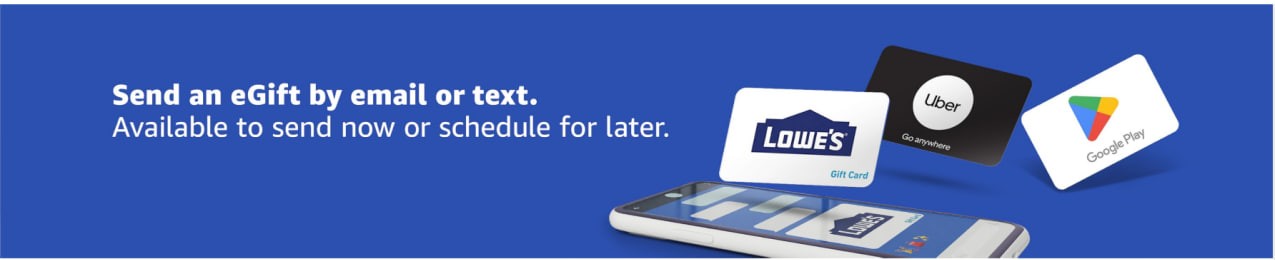 Send an eGift by email or text.
Available to send now or schedule for later.
LOWE'S
Gift Card
Uber
Go anywhere
Google Play
LOWE'S